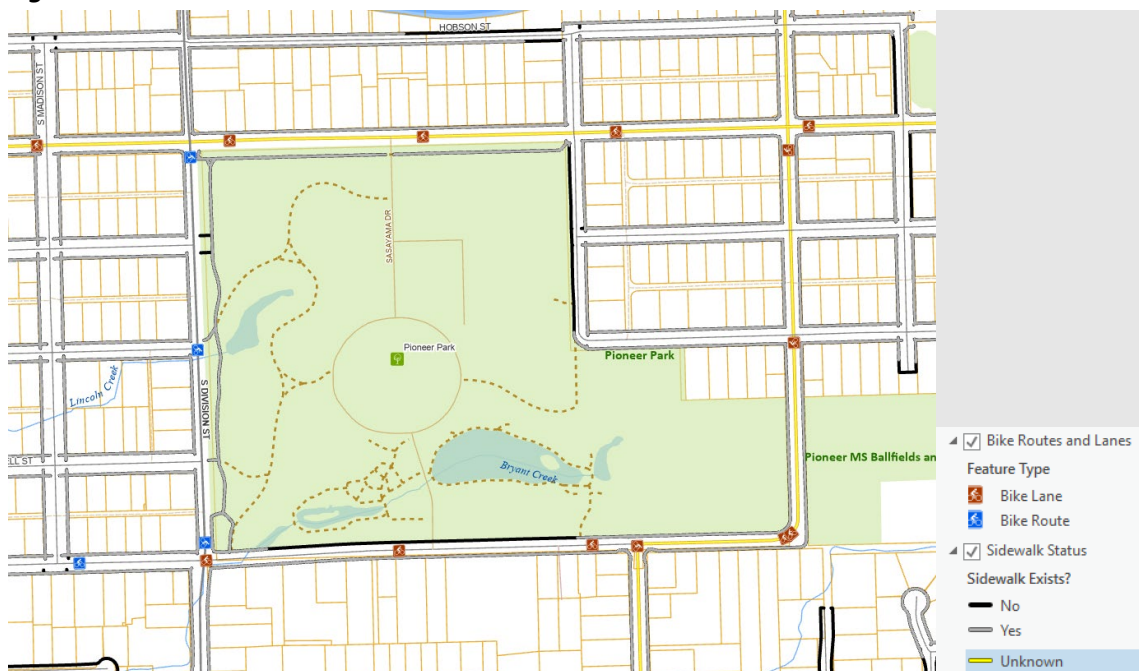 HOBSON ST
S MADISON ST
SASAYAMA DR
Pioneer Park
Pioneer Park
Lincoln Creek
S DIVISION ST
Pioneer MS Ballfields an
ELL ST
Bryant Creek
Bike Routes and Lanes
Feature Type
Bike Lane
Bike Route
Sidewalk Status
Sidewalk Exists?
No
Yes
Unknown